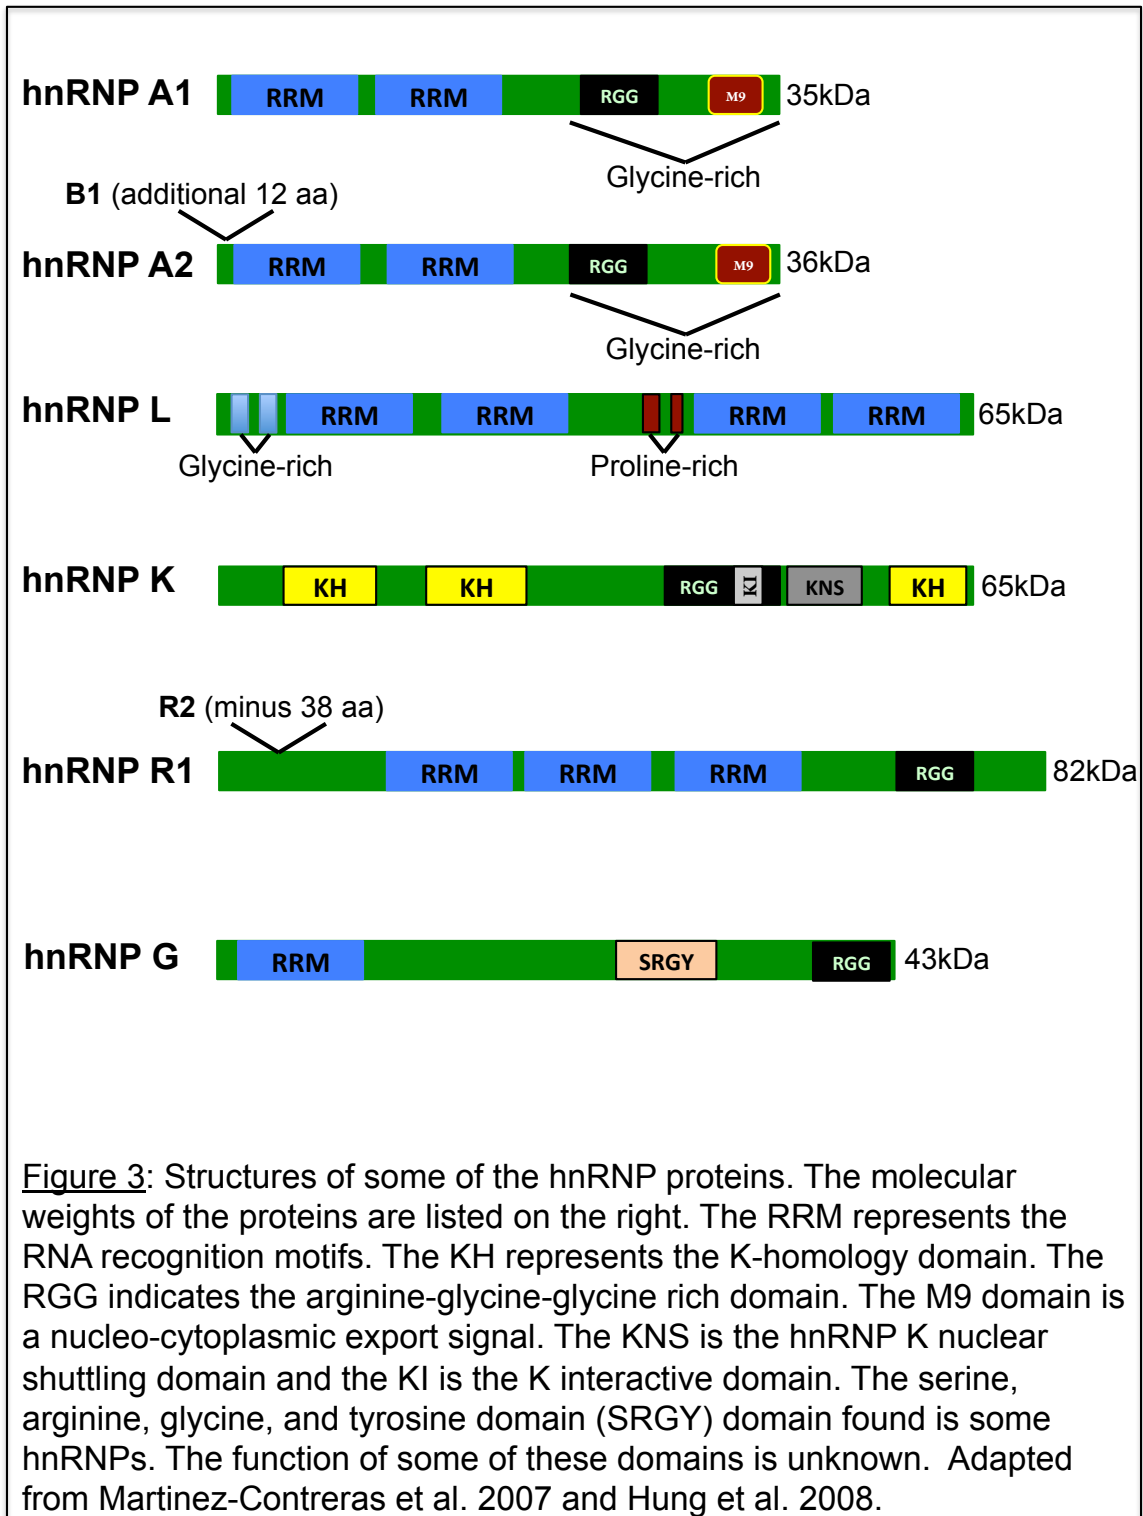 hnRNP A1 RRM RRM RGG M9 35kDa
Glycine-rich
B1 (additional 12 aa)
hnRNP A2 RRM RRM RGG M9 36kDa
Glycine-rich
hnRNP L RRM RRM RRM RRM 65kDa
Glycine-rich Proline-rich
hnRNP K KH KH RGG KI KNS KH 65kDa
R2 (minus 38 aa)
hnRNP R1 RRM RRM RRM RGG 82kDa
hnRNP G RRM SRGY RGG 43kDa
Figure 3: Structures of some of the hnRNP proteins. The molecular
weights of the proteins are listed on the right. The RRM represents the
RNA recognition motifs. The KH represents the K-homology domain. The
RGG indicates the arginine-glycine-glycine rich domain. The M9 domain is
a nucleo-cytoplasmic export signal. The KNS is the hnRNP K nuclear
shuttling domain and the KI is the K interactive domain. The serine,
arginine, glycine, and tyrosine domain (SRGY) domain found is some
hnRNPs. The function of some of these domains is unknown. Adapted
from Martinez-Contreras et al. 2007 and Hung et al. 2008.